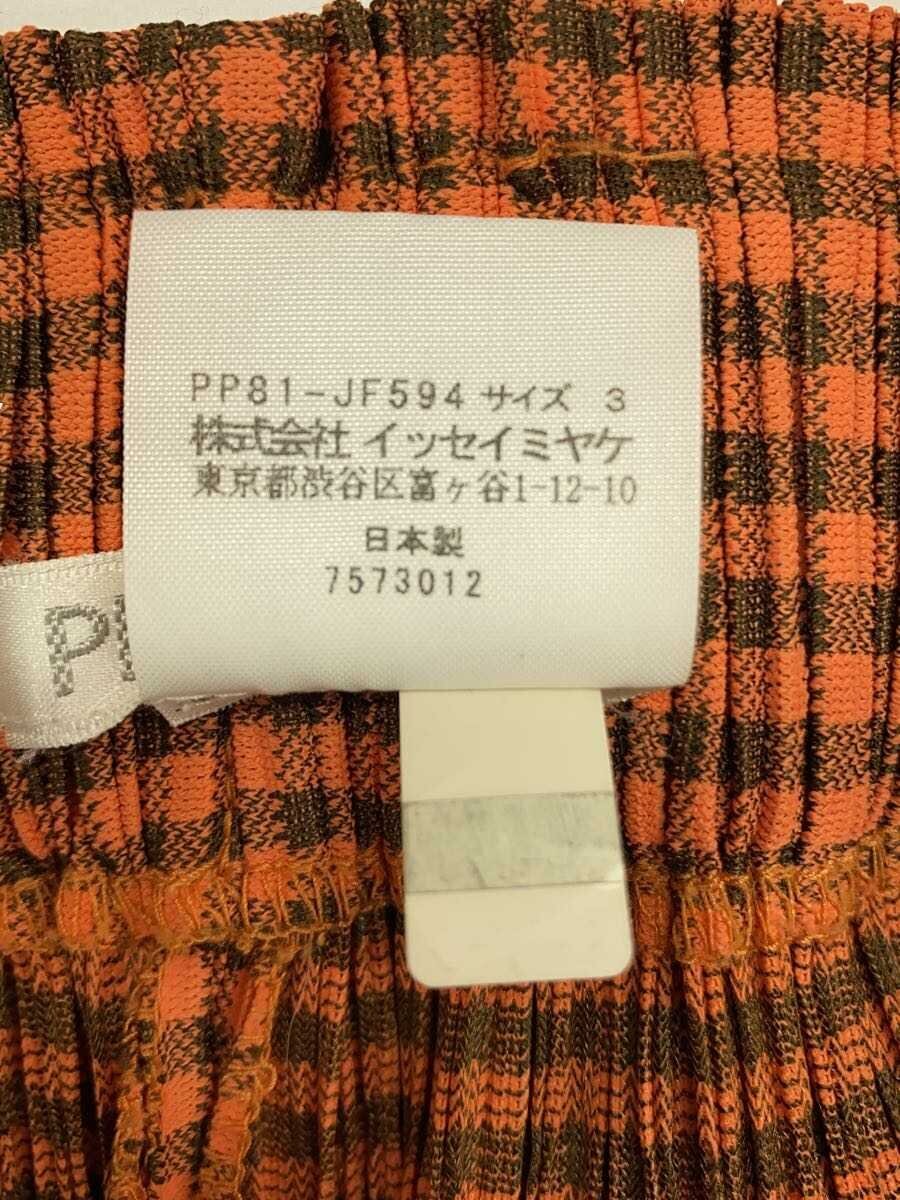 PP81-JF594 サイズ 3
株式会社 イッセイミヤケ
東京都渋谷区富ヶ谷1-12-10
日本製
7573012